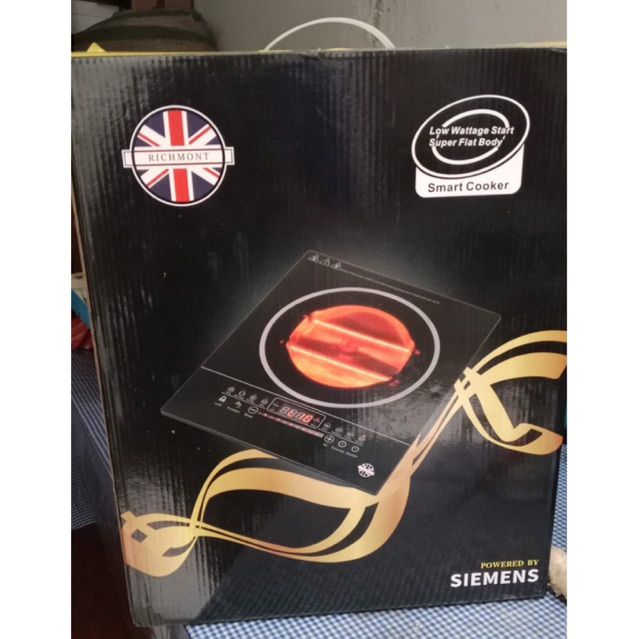 RICHMONT
Low Wattage Start
Super Flat Body
Smart Cooker
POWERED BY
SIEMENS